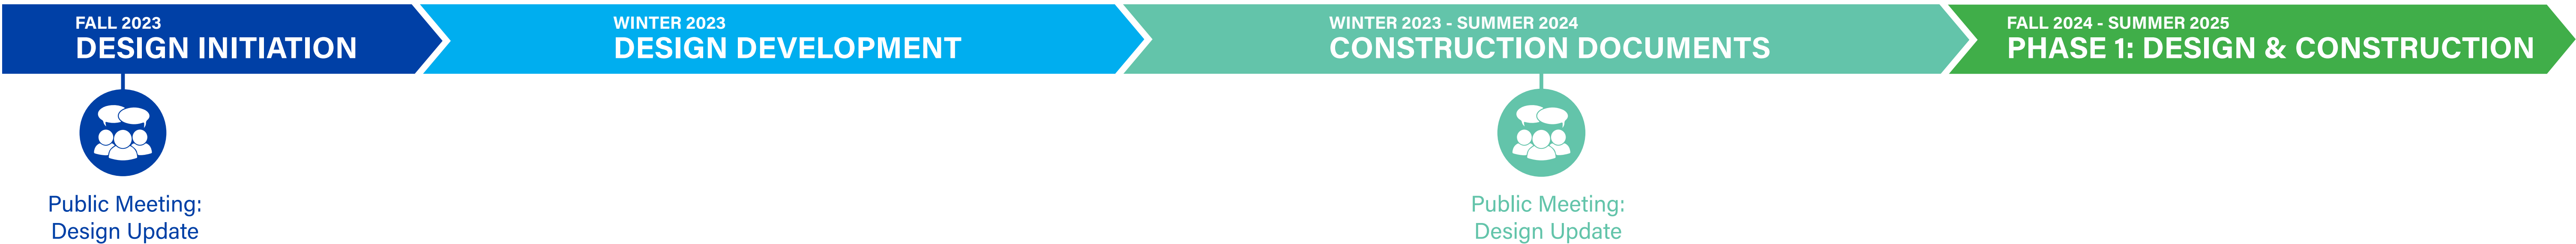 FALL 2023
DESIGN INITIATION
WINTER 2023
DESIGN DEVELOPMENT
WINTER 2023 - SUMMER 2024
CONSTRUCTION DOCUMENTS
FALL 2024 - SUMMER 2025
PHASE 1: DESIGN & CONSTRUCTION
Public Meeting:
Design Update
Public Meeting:
Design Update